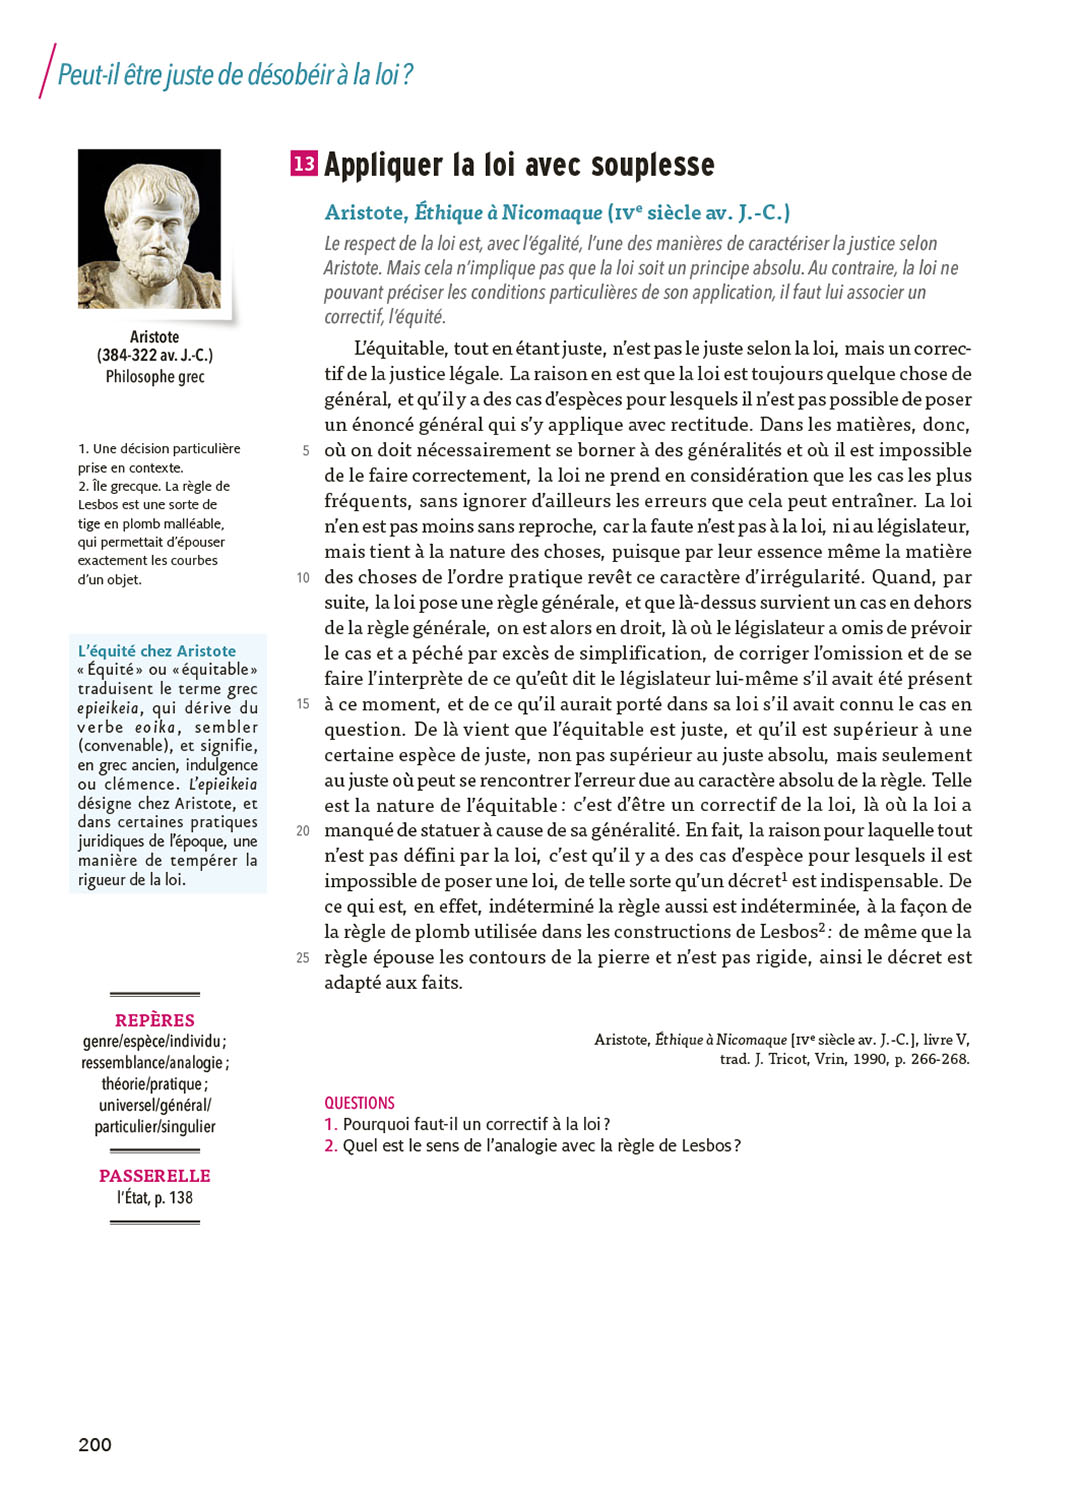 Peut-il être juste de désobéir à la loi ?
Aristote
(384-322 av. J.-C.)
Philosophe grec
1. Une décision particulière
prise en contexte.
2. Île grecque. La règle de
Lesbos est une sorte de
tige en plomb malléable,
qui permettait d’épouser
exactement les courbes
d’un objet.
L’équité chez Aristote
« Équité » ou « équitable »
traduisent le terme grec
epieikeia, qui dérive du
verbe eoika, sembler
(convenable), et signifie,
en grec ancien, indulgence
ou clémence. L’epieikeia
désigne chez Aristote, et
dans certaines pratiques
juridiques de l’époque, une
manière de tempérer la
rigueur de la loi.
REPÈRES
genre/espèce/individu ;
ressemblance/analogie ;
théorie/pratique ;
universel/général/
particulier/singulier
PASSERELLE
l’État, p. 138
13 Appliquer la loi avec souplesse
Aristote, Éthique à Nicomaque (IVe siècle av. J.-C.)
Le respect de la loi est, avec l’égalité, l’une des manières de caractériser la justice selon
Aristote. Mais cela n’implique pas que la loi soit un principe absolu. Au contraire, la loi ne
pouvant préciser les conditions particulières de son application, il faut lui associer un
correctif, l’équité.
L’équitable, tout en étant juste, n’est pas le juste selon la loi, mais un correc-
tif de la justice légale. La raison en est que la loi est toujours quelque chose de
général, et qu’il y a des cas d’espèces pour lesquels il n’est pas possible de poser
un énoncé général qui s’y applique avec rectitude. Dans les matières, donc,
5 où on doit nécessairement se borner à des généralités et où il est impossible
de le faire correctement, la loi ne prend en considération que les cas les plus
fréquents, sans ignorer d’ailleurs les erreurs que cela peut entraîner. La loi
n’en est pas moins sans reproche, car la faute n’est pas à la loi, ni au législateur,
mais tient à la nature des choses, puisque par leur essence même la matière
10 des choses de l’ordre pratique revêt ce caractère d’irrégularité. Quand, par
suite, la loi pose une règle générale, et que là-dessus survient un cas en dehors
de la règle générale, on est alors en droit, là où le législateur a omis de prévoir
le cas et a péché par excès de simplification, de corriger l’omission et de se
faire l’interprète de ce qu’eût dit le législateur lui-même s’il avait été présent
15 à ce moment, et de ce qu’il aurait porté dans sa loi s’il avait connu le cas en
question. De là vient que l’équitable est juste, et qu’il est supérieur à une
certaine espèce de juste, non pas supérieur au juste absolu, mais seulement
au juste où peut se rencontrer l’erreur due au caractère absolu de la règle. Telle
est la nature de l’équitable : c’est d’être un correctif de la loi, là où la loi a
20 manqué de statuer à cause de sa généralité. En fait, la raison pour laquelle tout
n’est pas défini par la loi, c’est qu’il y a des cas d’espèce pour lesquels il est
impossible de poser une loi, de telle sorte qu’un décret1 est indispensable. De
ce qui est, en effet, indéterminé la règle aussi est indéterminée, à la façon de
la règle de plomb utilisée dans les constructions de Lesbos2 : de même que la
25 règle épouse les contours de la pierre et n’est pas rigide, ainsi le décret est
adapté aux faits.
Aristote, Éthique à Nicomaque [IVe siècle av. J.-C.], livre V,
trad. J. Tricot, Vrin, 1990, p. 266-268.
QUESTIONS
1. Pourquoi faut-il un correctif à la loi ?
2. Quel est le sens de l’analogie avec la règle de Lesbos ?
200